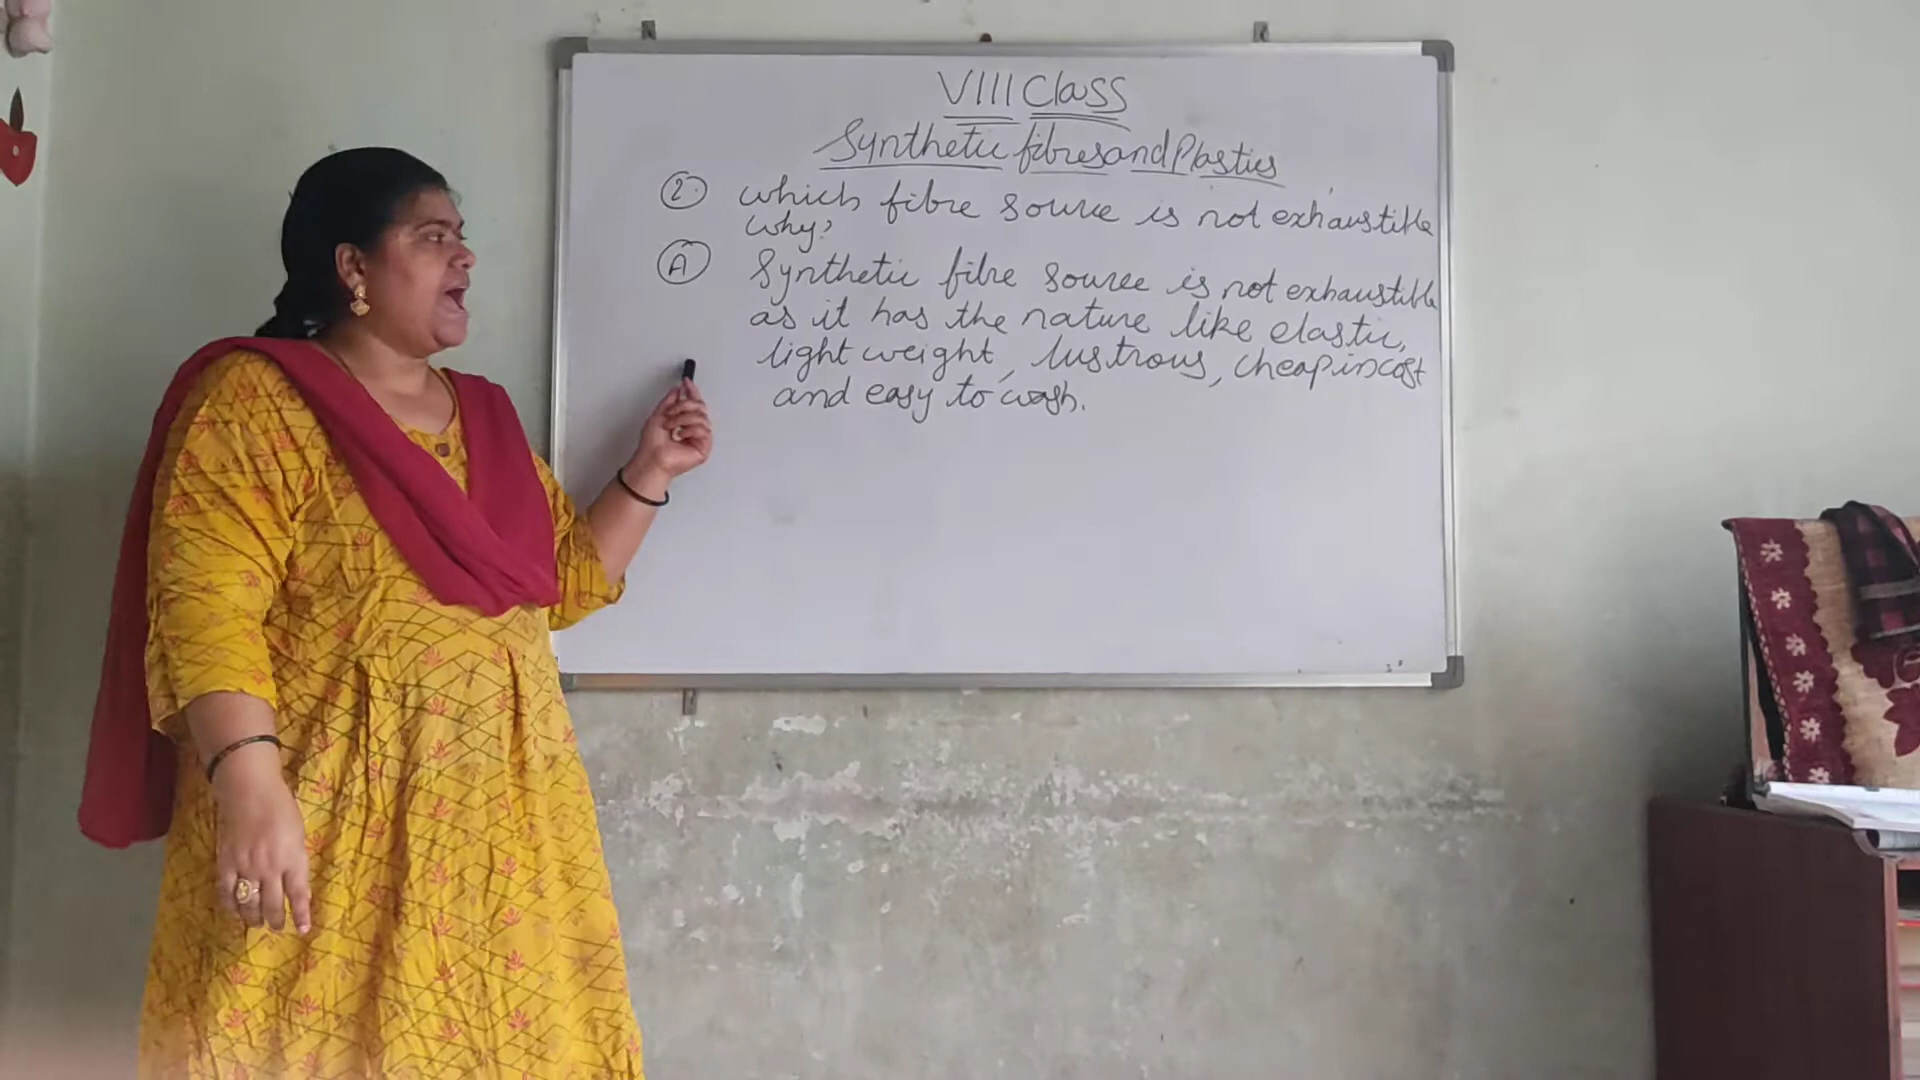 VIII Class
Synthetic fibres and Plastics
2. which fibre source is not exhaustible
why?
A Synthetic fibre source is not exhaustible
as it has the nature like elastic,
light weight, lustrous, cheap in cost
and easy to wash.